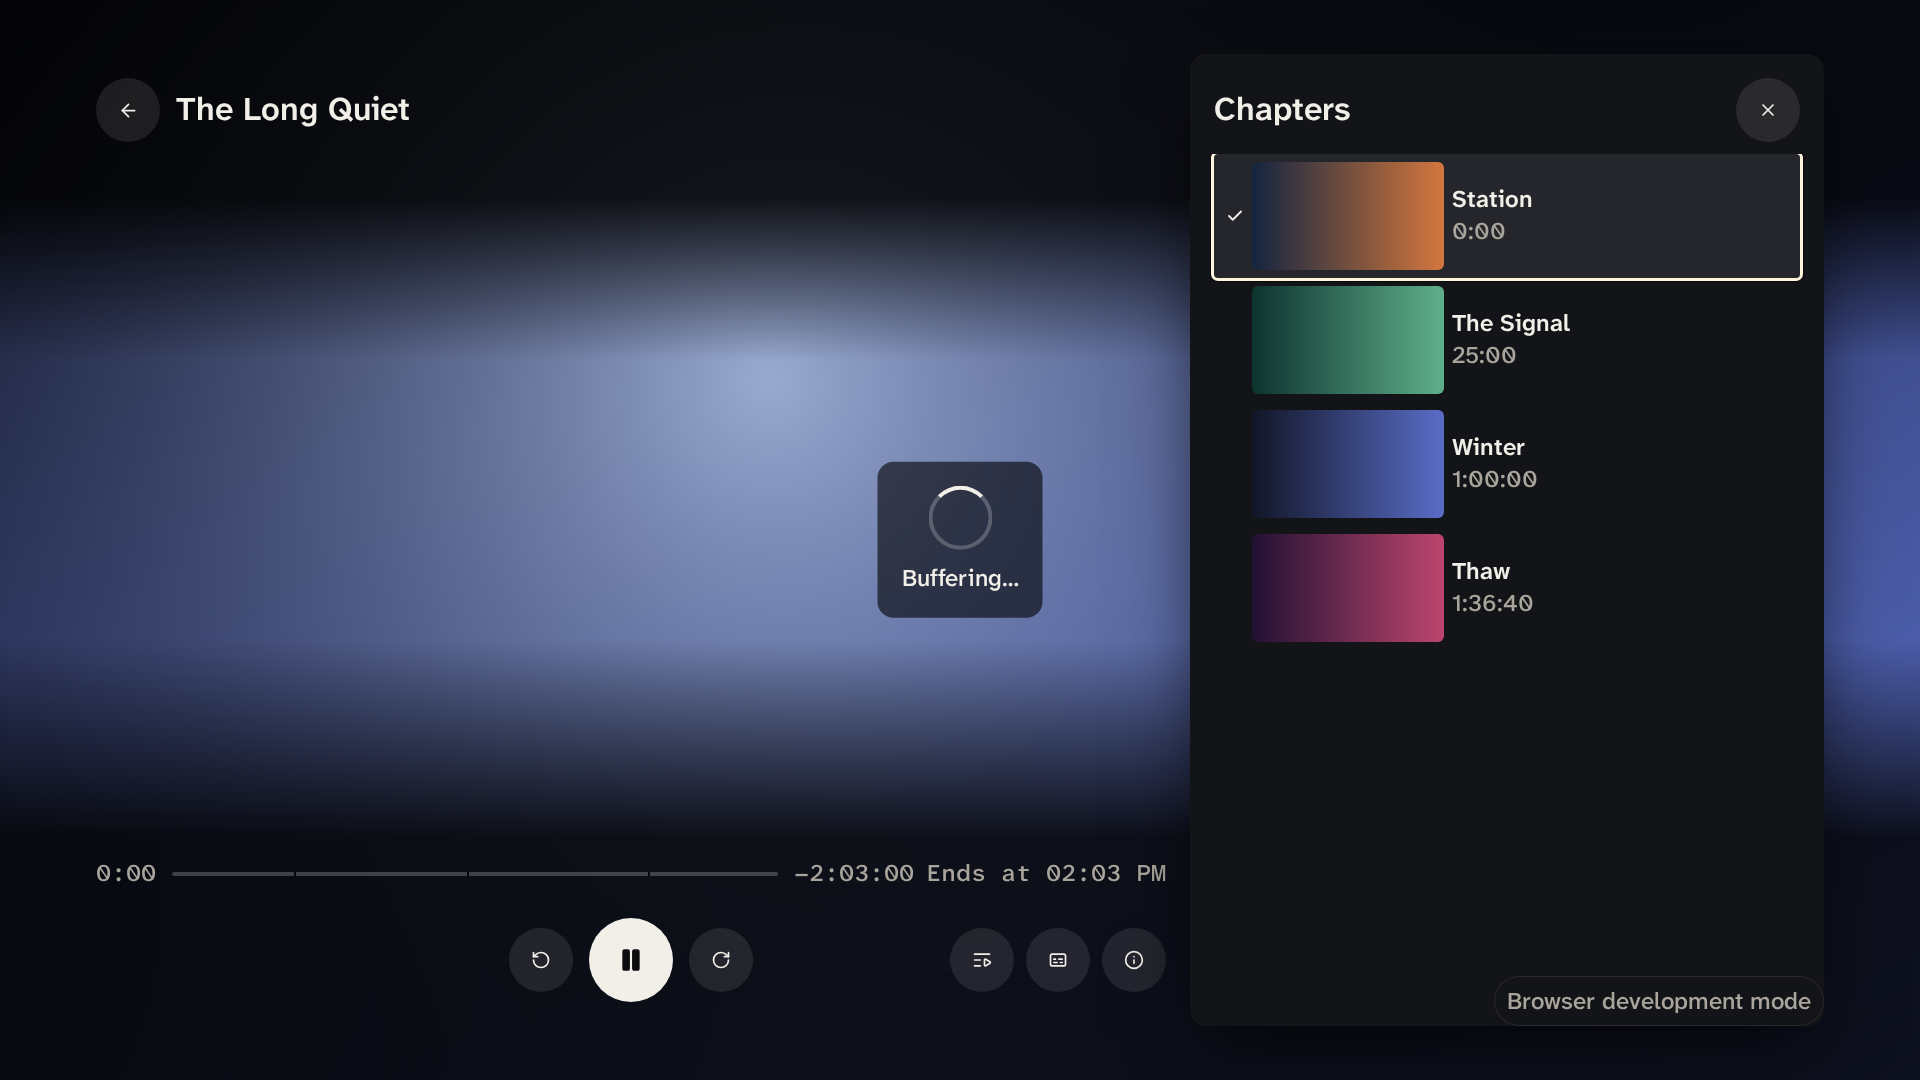 The Long Quiet
Chapters
Station
0:00
The Signal
25:00
Winter
1:00:00
Thaw
1:36:40
Buffering...
0:00
−2:03:00 Ends at 02:03 PM
Browser development mode